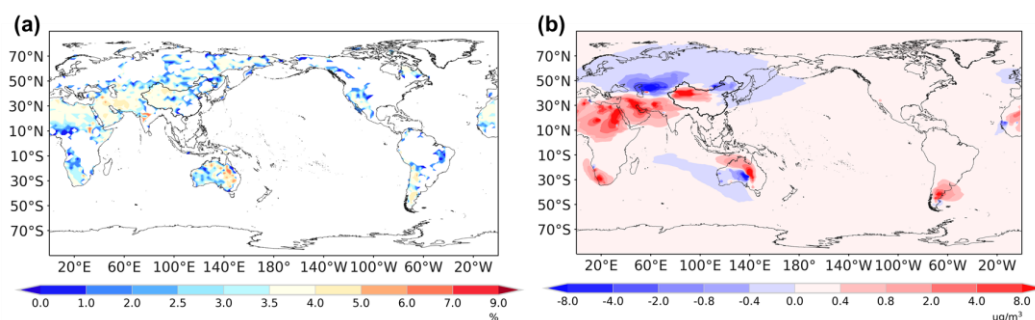 (a)
(b)
70°N
50°N
30°N
10°N
10°S
30°S
50°S
70°S
20°E 60°E 100°E 140°E 180° 140°W 100°W 60°W 20°W
70°N
50°N
30°N
10°N
10°S
30°S
50°S
70°S
20°E 60°E 100°E 140°E 180° 140°W 100°W 60°W 20°W
0.0 1.0 2.0 2.5 3.0 3.5 4.0 5.0 6.0 7.0 9.0
%
-8.0 -4.0 -2.0 -0.8 -0.4 0.0 0.4 0.8 2.0 4.0 8.0
ug/m³